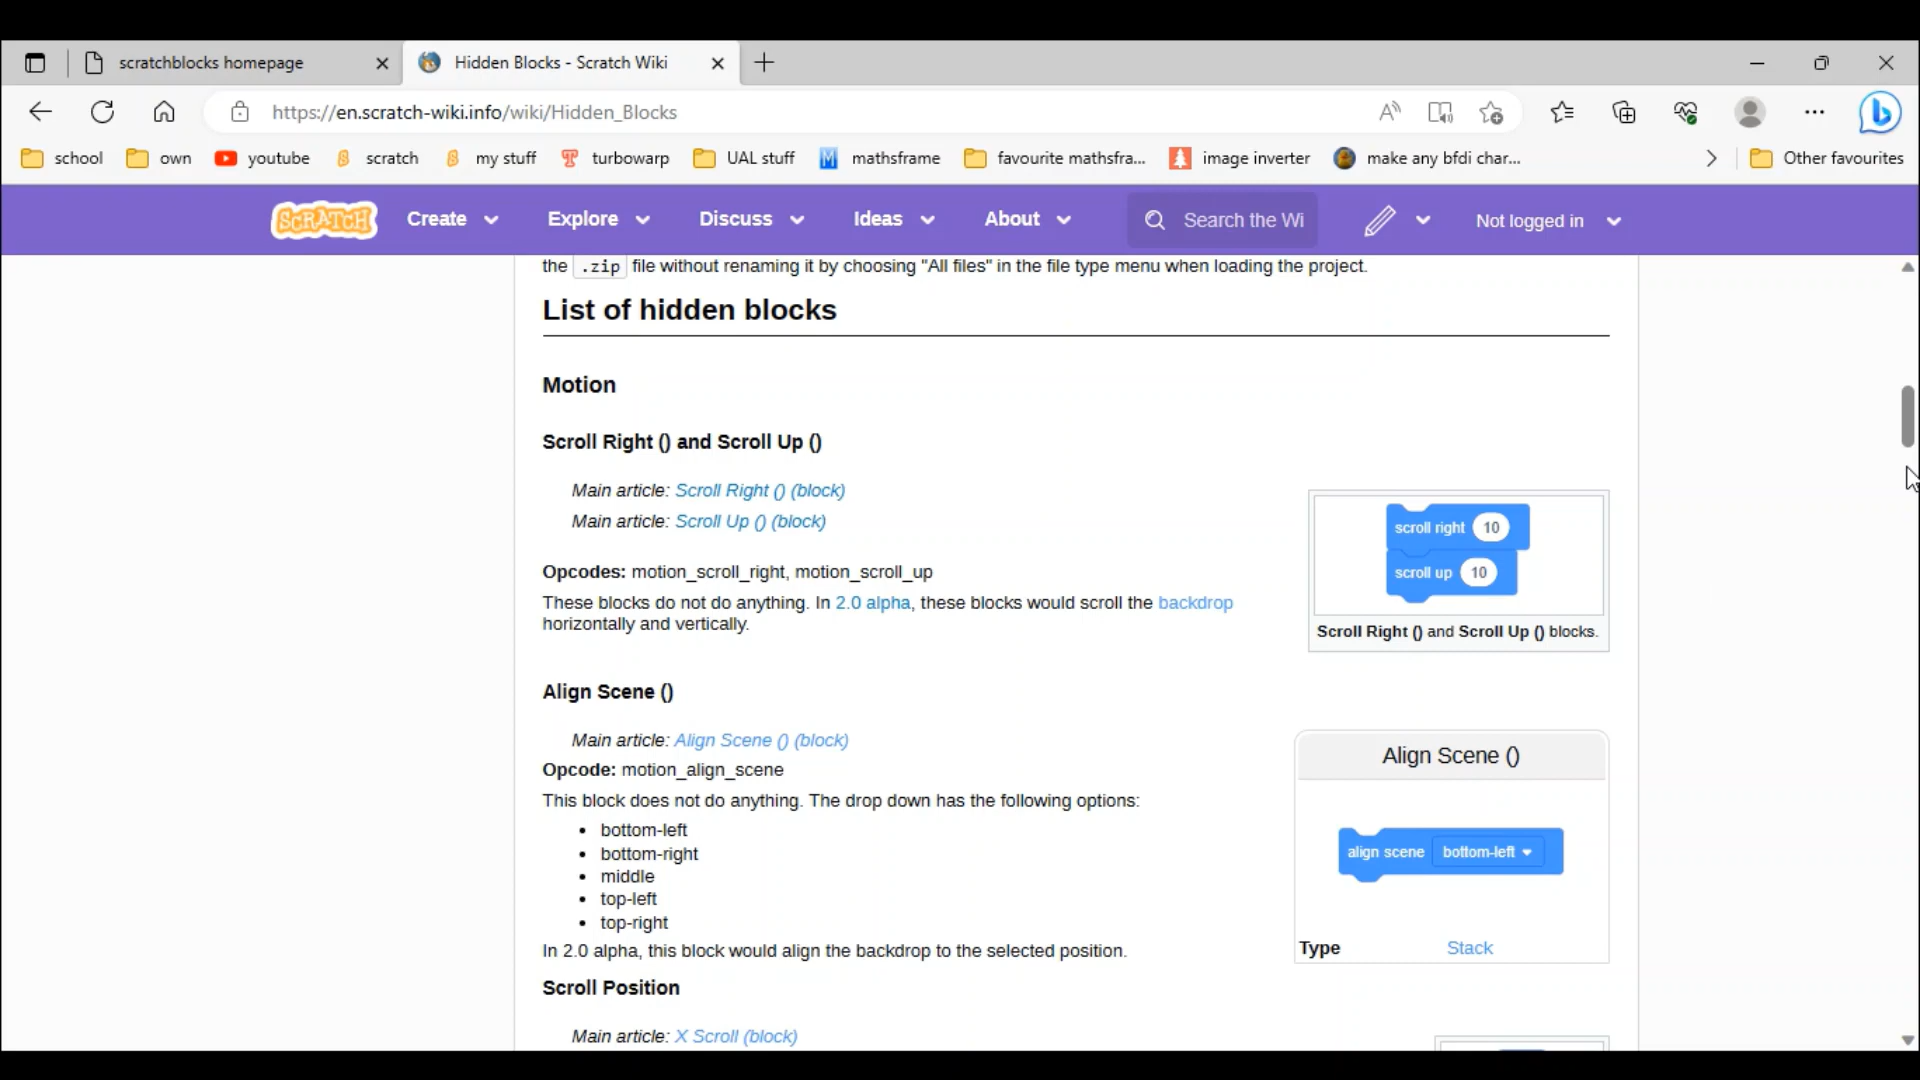 scratchblocks homepage
Hidden Blocks - Scratch Wiki
https://en.scratch-wiki.info/wiki/Hidden_Blocks
school own youtube scratch my stuff turbowarp UAL stuff mathsframe favourite mathsfra... image inverter make any bfdi char... Other favourites
SCRATCH Create Explore Discuss Ideas About Search the Wi Not logged in
the .zip file without renaming it by choosing "All files" in the file type menu when loading the project.
List of hidden blocks
Motion
Scroll Right () and Scroll Up ()
Main article: Scroll Right () (block)
Main article: Scroll Up () (block)
scroll right 10
scroll up 10
Scroll Right () and Scroll Up () blocks.
Opcodes: motion_scroll_right, motion_scroll_up
These blocks do not do anything. In 2.0 alpha, these blocks would scroll the backdrop
horizontally and vertically.
Align Scene ()
Main article: Align Scene () (block)
Opcode: motion_align_scene
This block does not do anything. The drop down has the following options:
bottom-left
bottom-right
middle
top-left
top-right
In 2.0 alpha, this block would align the backdrop to the selected position.
Align Scene ()
align scene bottom-left
Type Stack
Scroll Position
Main article: X Scroll (block)